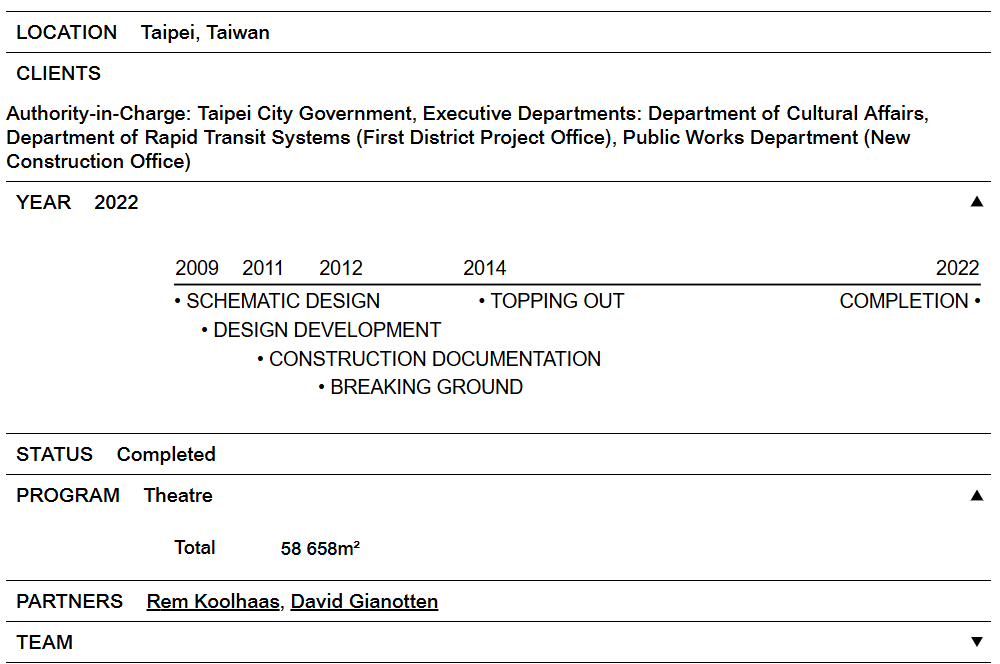 LOCATION Taipei, Taiwan
CLIENTS
Authority-in-Charge: Taipei City Government, Executive Departments: Department of Cultural Affairs,
Department of Rapid Transit Systems (First District Project Office), Public Works Department (New
Construction Office)
YEAR 2022 ▲
2009 2011 2012 2014 2022
• SCHEMATIC DESIGN • TOPPING OUT COMPLETION •
• DESIGN DEVELOPMENT
• CONSTRUCTION DOCUMENTATION
• BREAKING GROUND
STATUS Completed
PROGRAM Theatre ▲
Total 58 658m²
PARTNERS Rem Koolhaas, David Gianotten
TEAM ▼